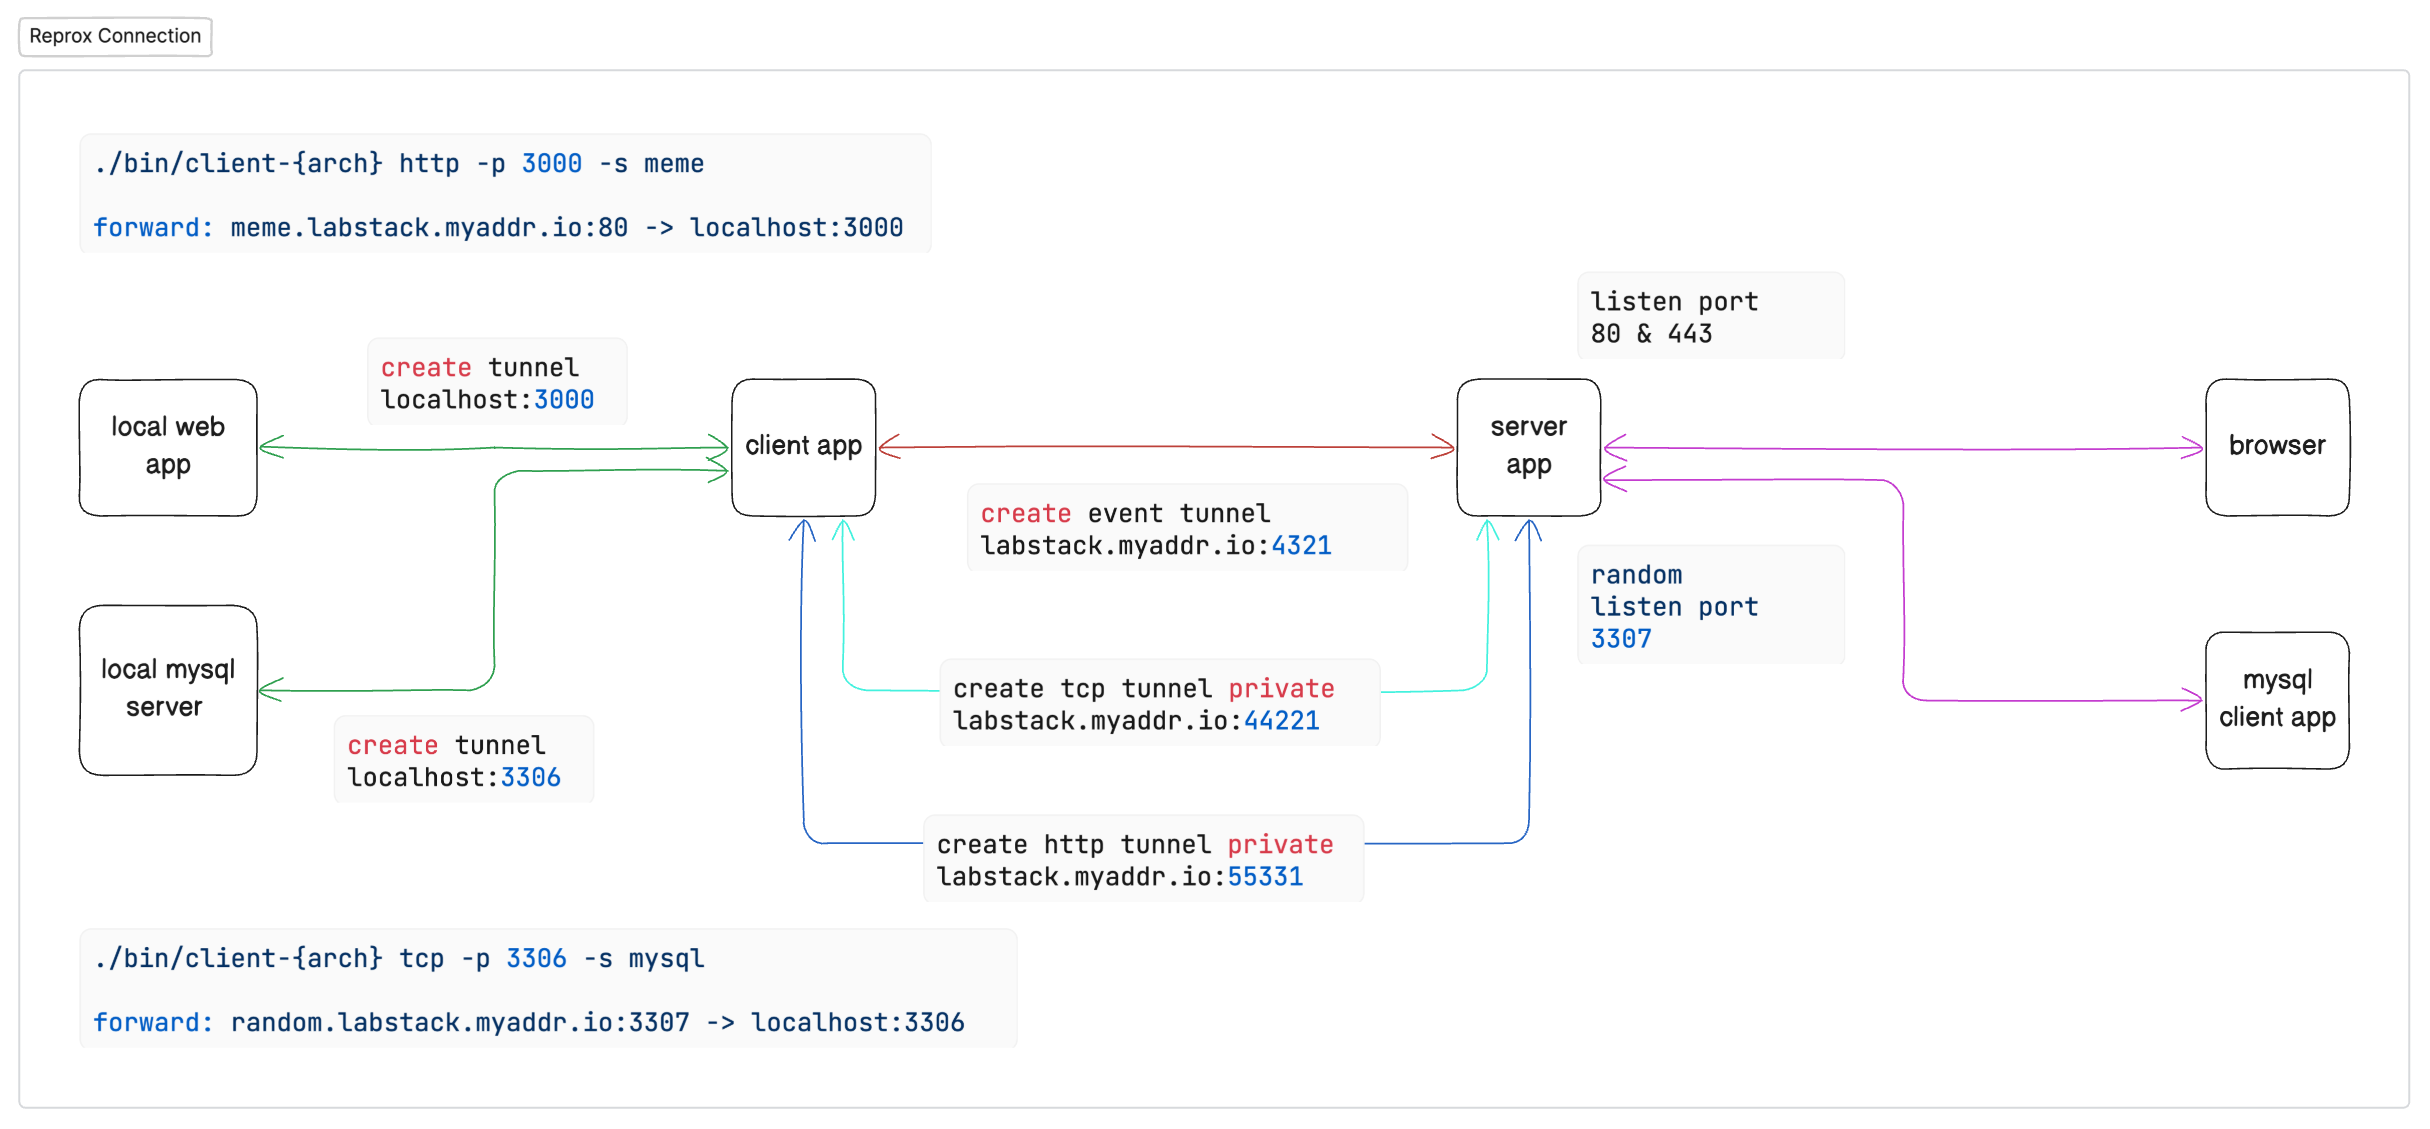 Reprox Connection
./bin/client-{arch} http -p 3000 -s meme
forward: meme.labstack.myaddr.io:80 -> localhost:3000
listen port
80 & 443
create tunnel
localhost:3000
local web
app
client app
server
app
browser
create event tunnel
labstack.myaddr.io:4321
random
listen port
3307
local mysql
server
create tcp tunnel private
labstack.myaddr.io:44221
mysql
client app
create tunnel
localhost:3306
create http tunnel private
labstack.myaddr.io:55331
./bin/client-{arch} tcp -p 3306 -s mysql
forward: random.labstack.myaddr.io:3307 -> localhost:3306